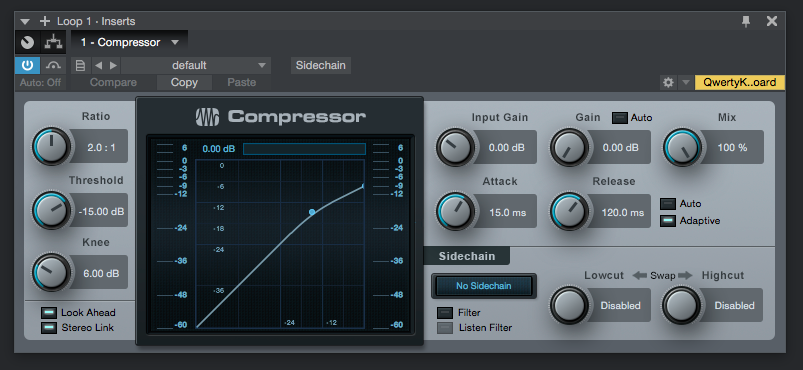 Loop 1 - Inserts
1 - Compressor
default
Sidechain
Auto: Off
Compare
Copy
Paste
QwertyK..oard
Ratio
2.0 : 1
Threshold
-15.00 dB
Knee
6.00 dB
Look Ahead
Stereo Link
Compressor
6
0
-3
-6
-9
-12
-24
-36
-48
-60
0.00 dB
0
-6
-12
-18
-24
-36
-24
-12
6
0
-3
-6
-9
-12
-24
-36
-48
-60
Input Gain
0.00 dB
Gain
Auto
0.00 dB
Mix
100 %
Attack
15.0 ms
Release
120.0 ms
Auto
Adaptive
Sidechain
No Sidechain
Filter
Listen Filter
Lowcut
Swap
Highcut
Disabled
Disabled